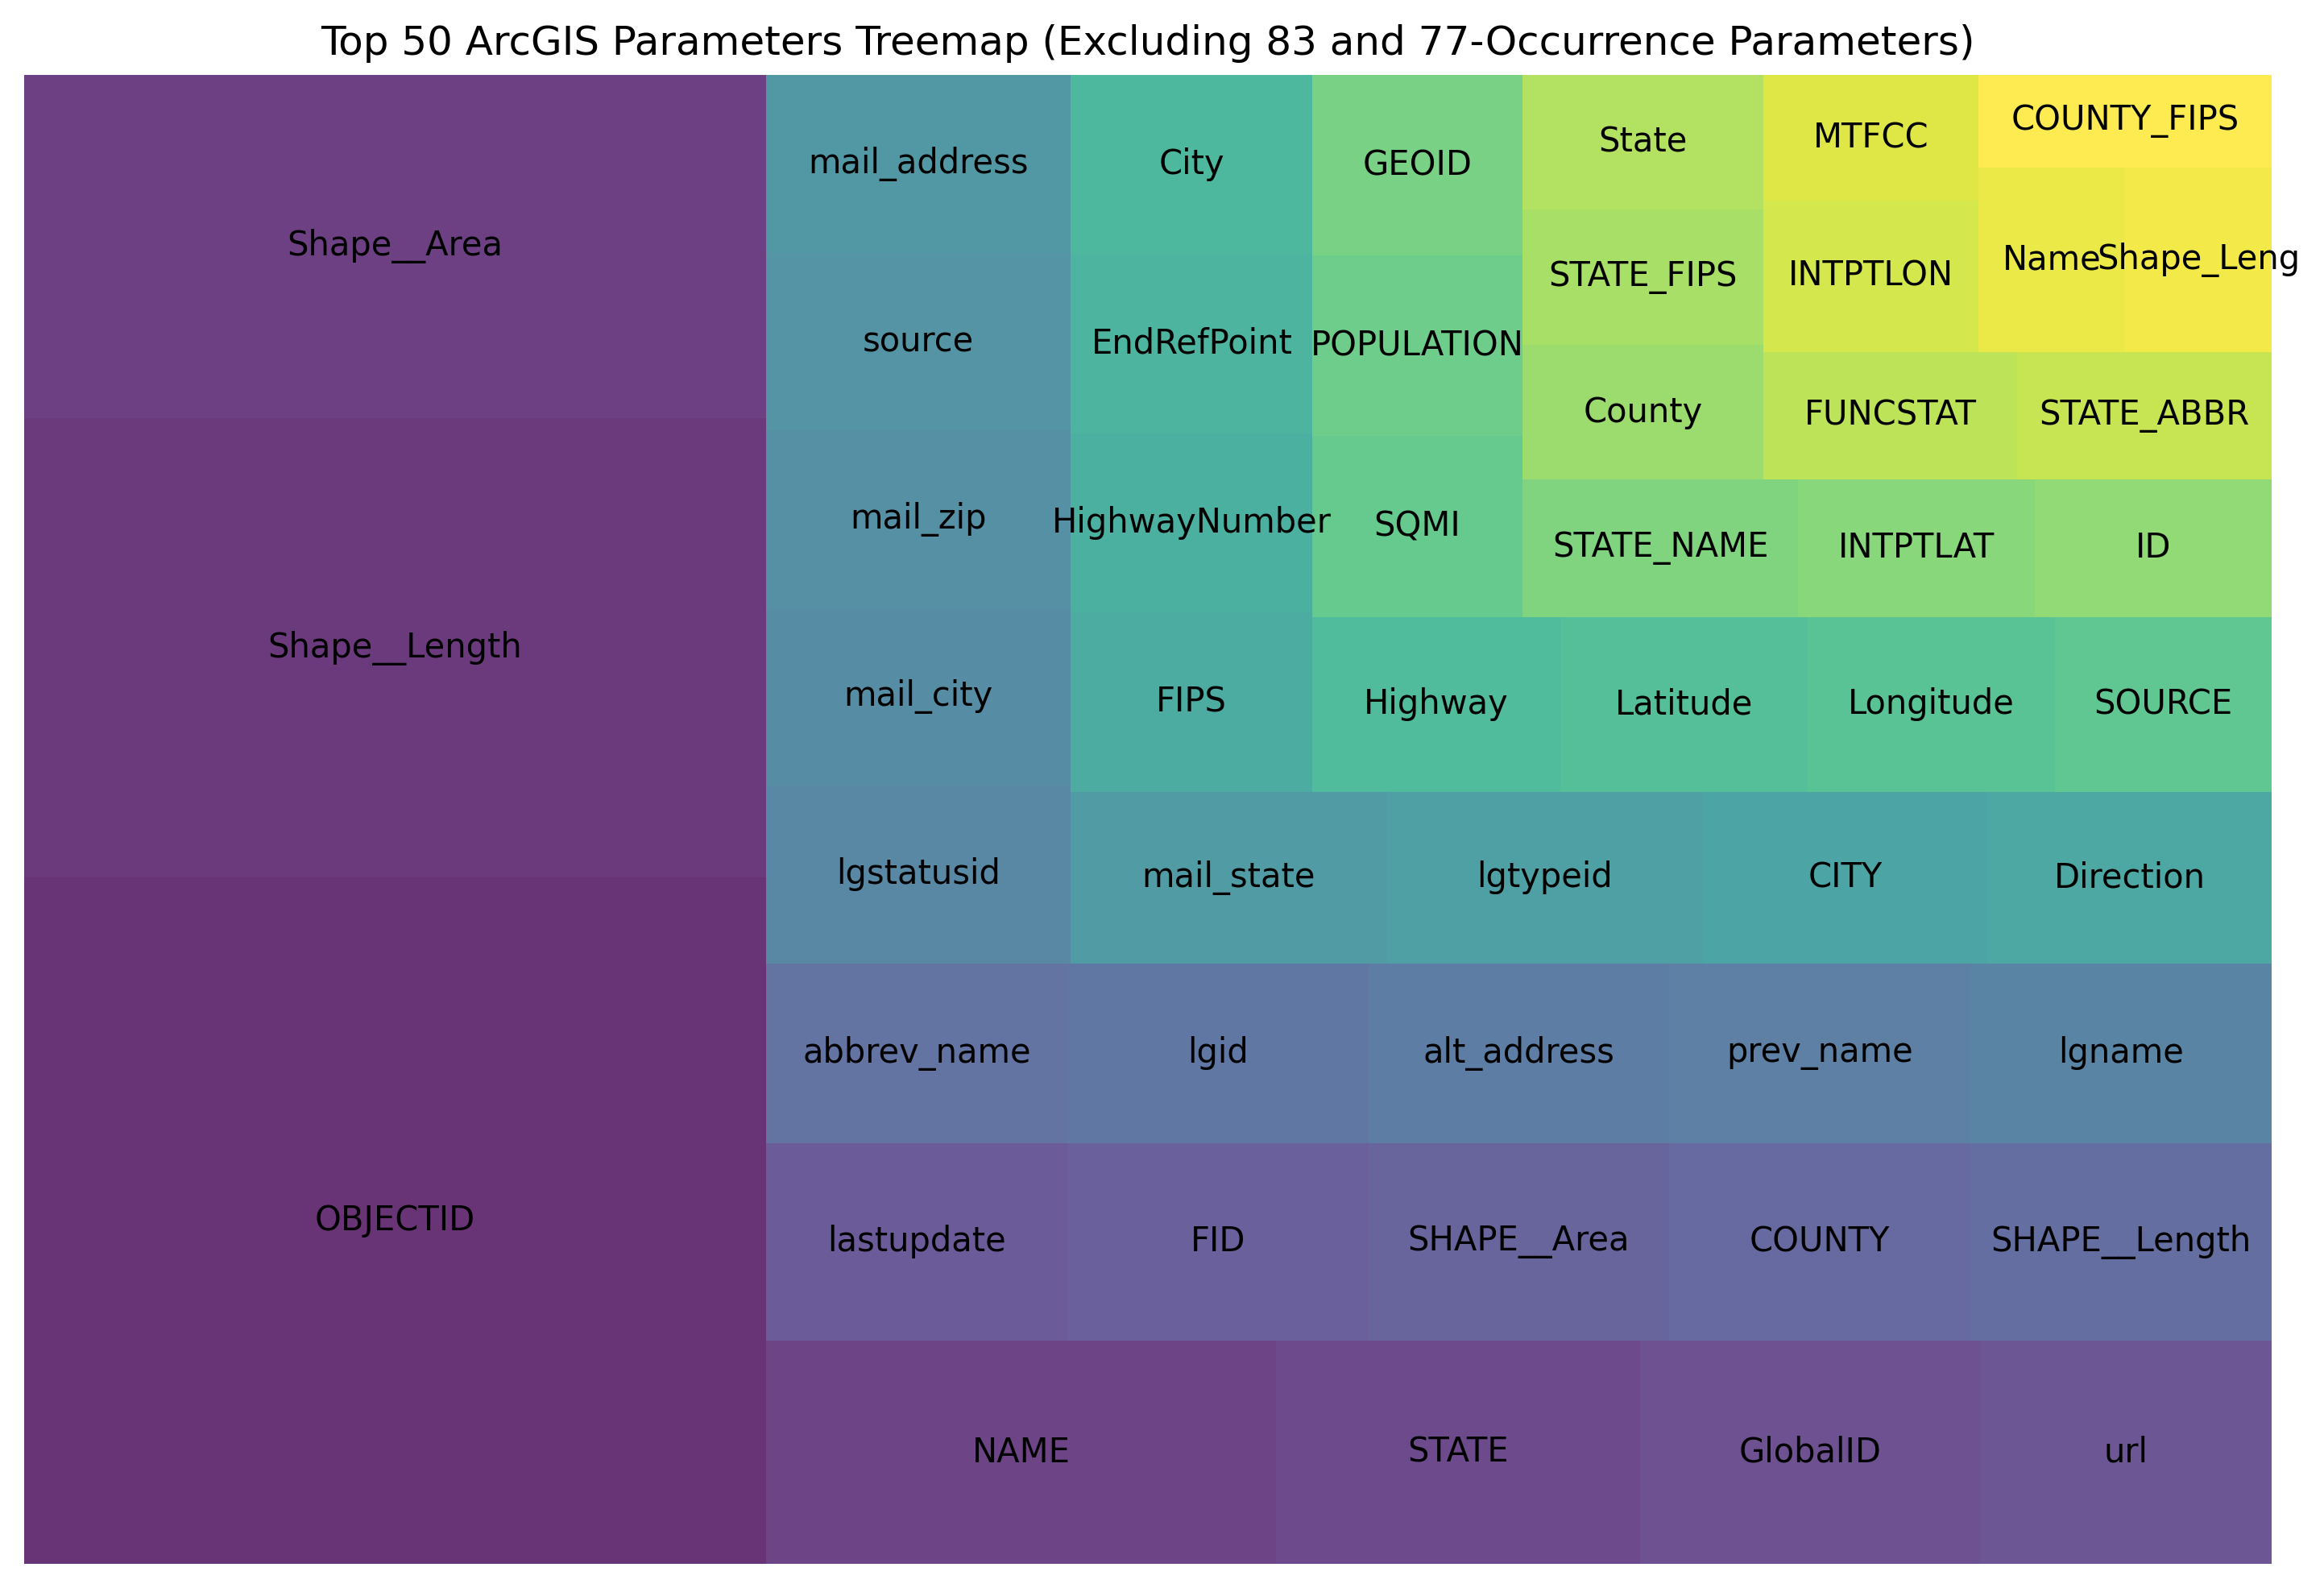 Top 50 ArcGIS Parameters Treemap (Excluding 83 and 77-Occurrence Parameters)
Shape__Area
Shape__Length
OBJECTID
mail_address
source
mail_zip
mail_city
lgstatusid
City
EndRefPoint
HighwayNumber
FIPS
GEOID
POPULATION
SQMI
State
STATE_FIPS
County
MTFCC
INTPTLON
COUNTY_FIPS
Name
Shape_Leng
FUNCSTAT
STATE_ABBR
STATE_NAME
INTPTLAT
ID
Highway
Latitude
Longitude
SOURCE
mail_state
lgtypeid
CITY
Direction
abbrev_name
lgid
alt_address
prev_name
lgname
lastupdate
FID
SHAPE__Area
COUNTY
SHAPE__Length
NAME
STATE
GlobalID
url